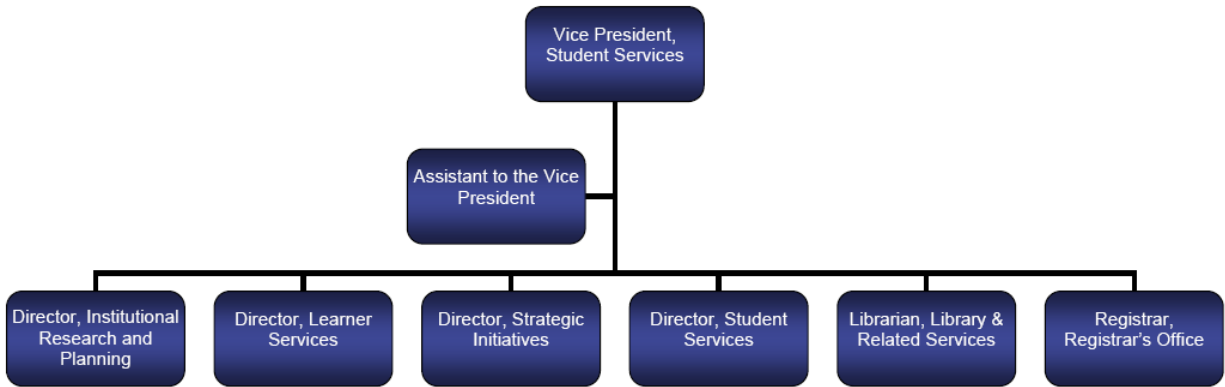 Vice President,
Student Services
Assistant to the Vice
President
Director, Institutional
Research and
Planning
Director, Learner
Services
Director, Strategic
Initiatives
Director, Student
Services
Librarian, Library &
Related Services
Registrar,
Registrar's Office